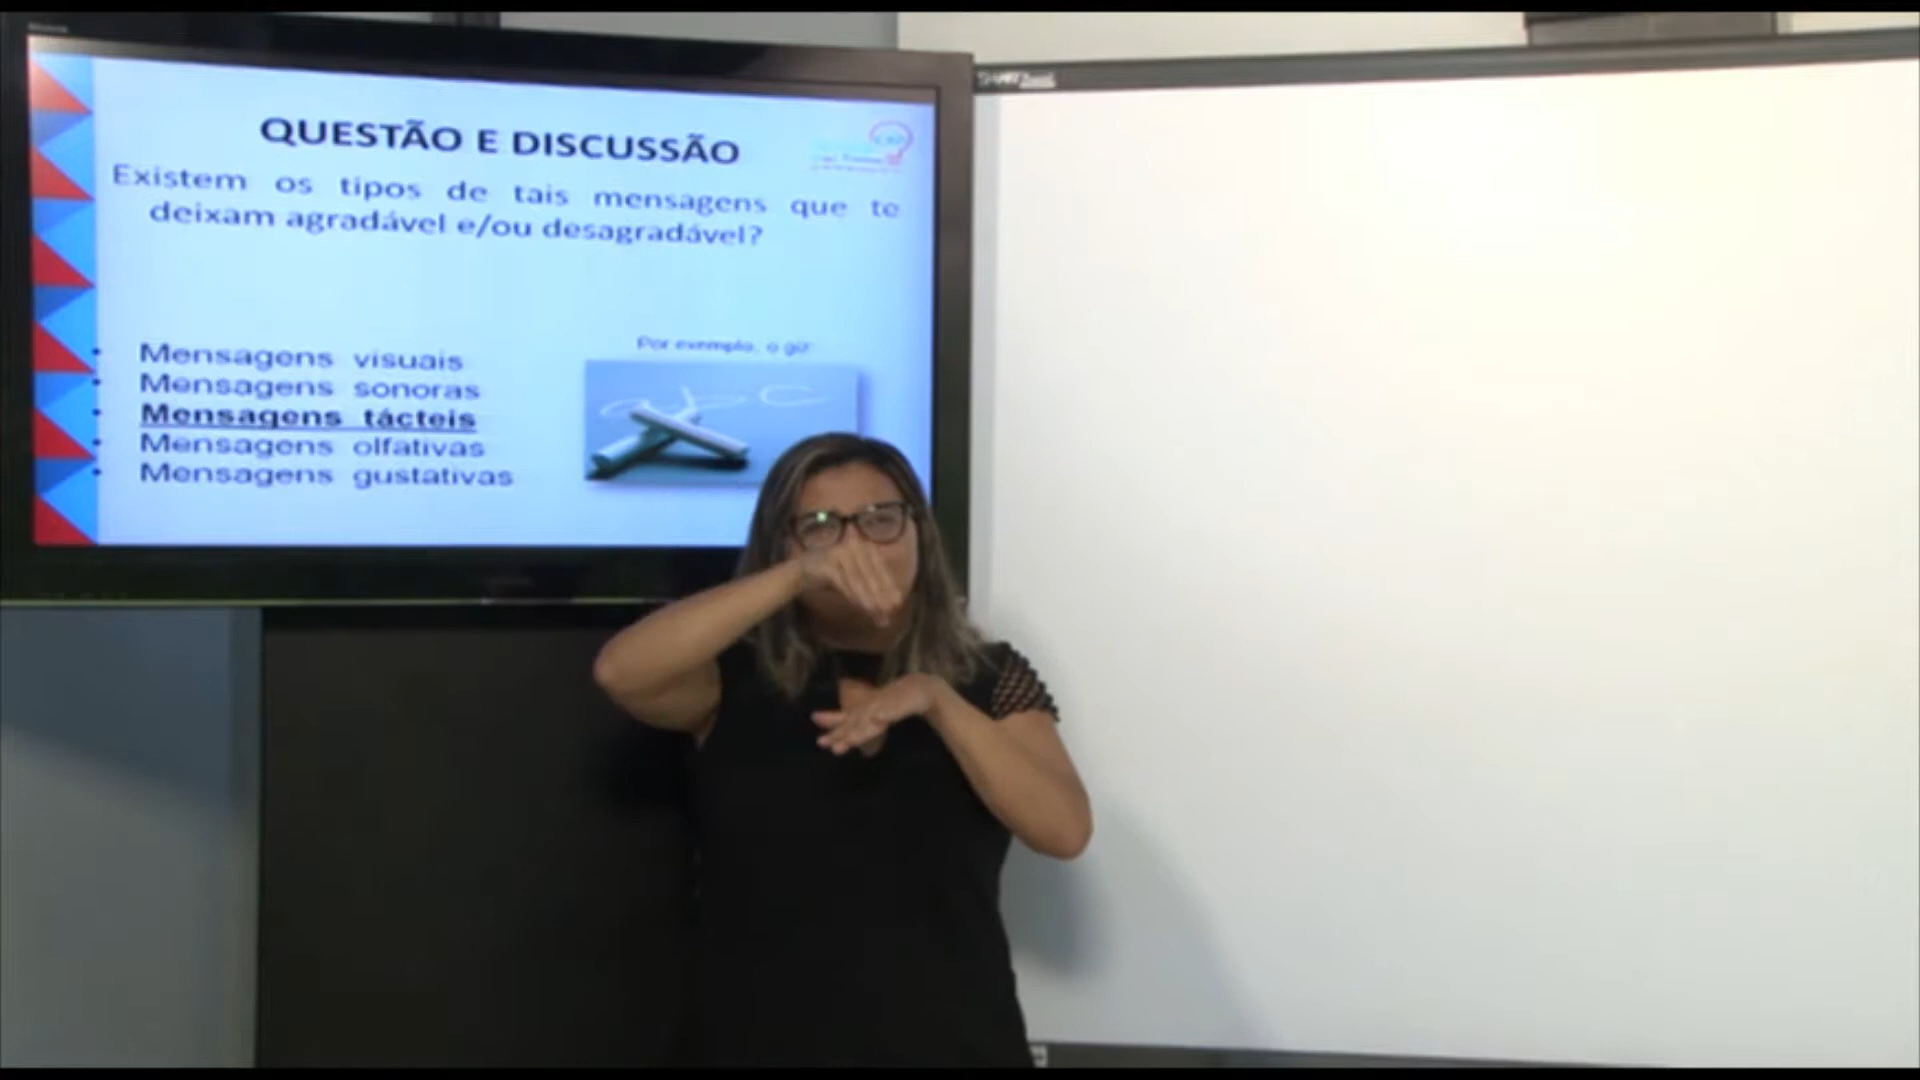 QUESTÃO E DISCUSSÃO
Existem os tipos de tais mensagens que te
deixam agradável e/ou desagradável?
Por exemplo, o giz:
• Mensagens visuais
• Mensagens sonoras
• Mensagens tácteis
• Mensagens olfativas
• Mensagens gustativas
abc